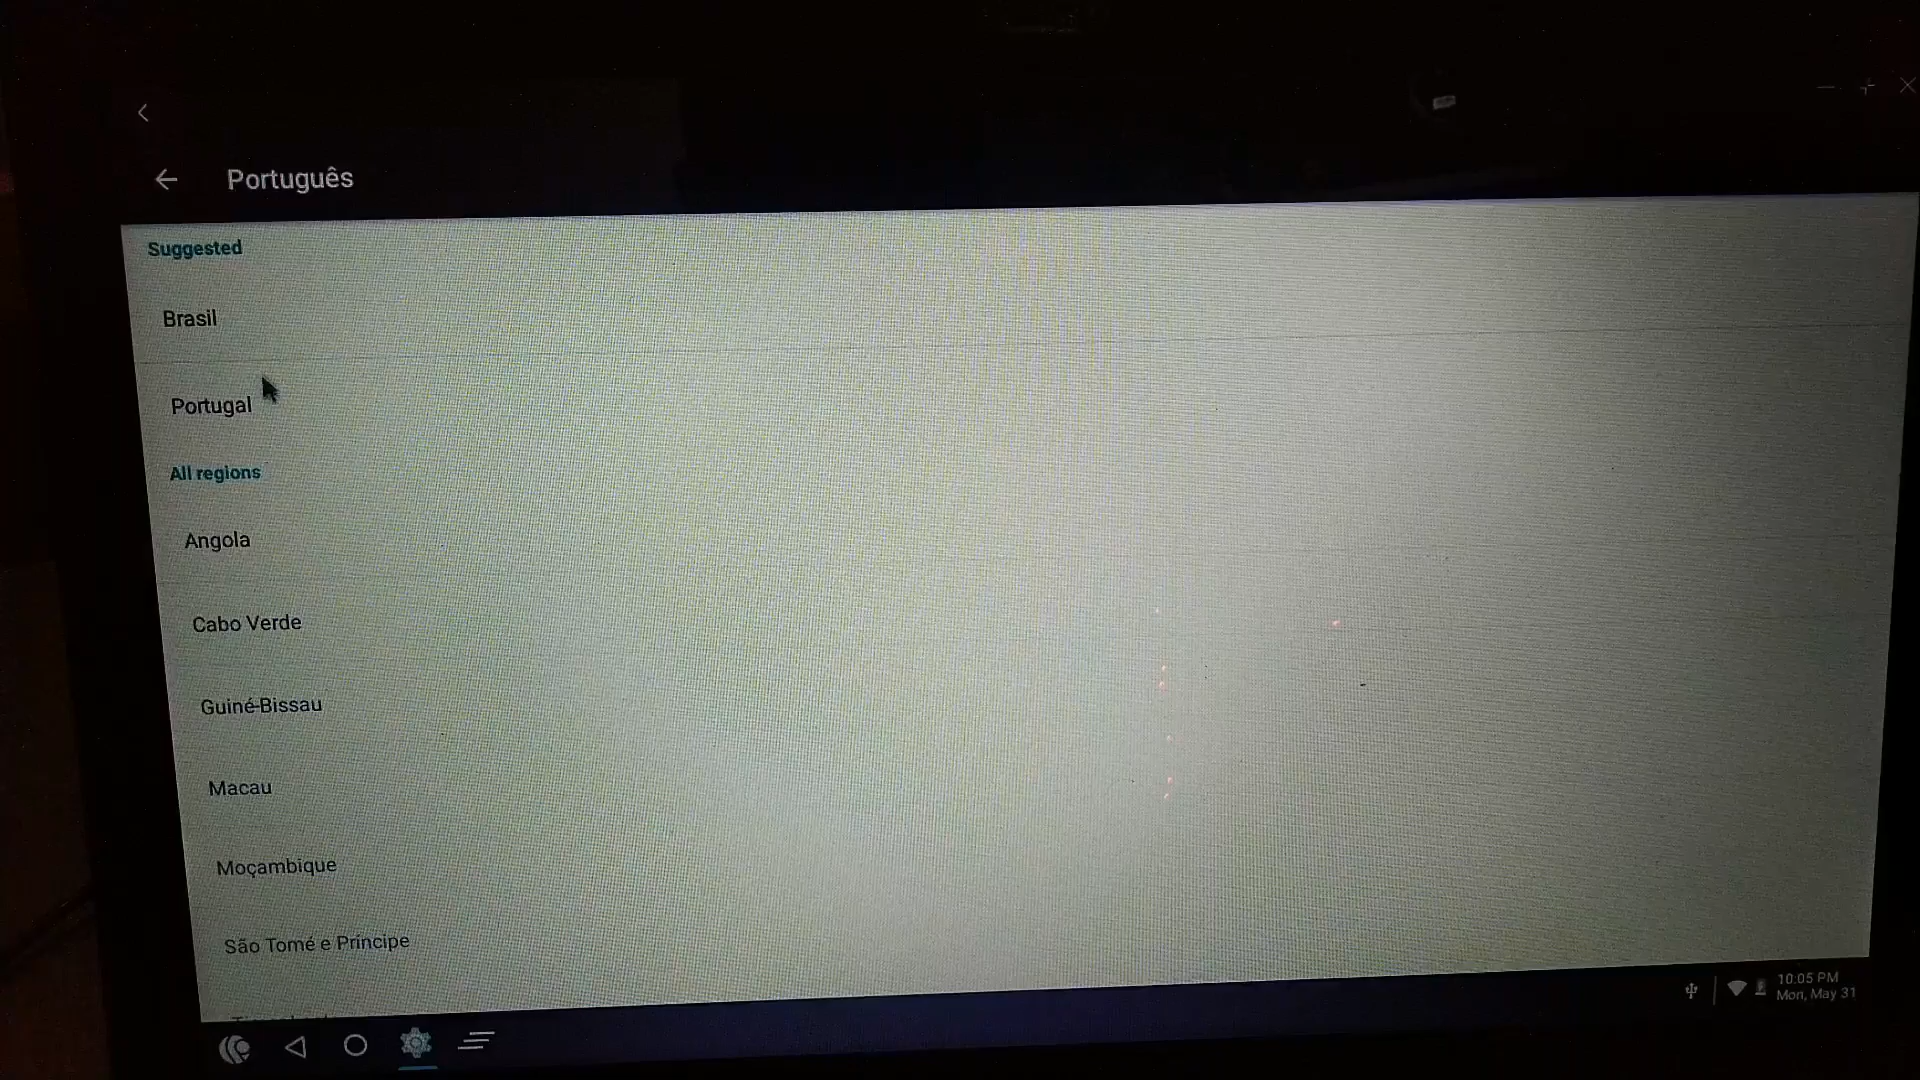 Português
Suggested
Brasil
Portugal
All regions
Angola
Cabo Verde
Guiné-Bissau
Macau
Moçambique
São Tomé e Príncipe
10:05 PM
Mon, May 31